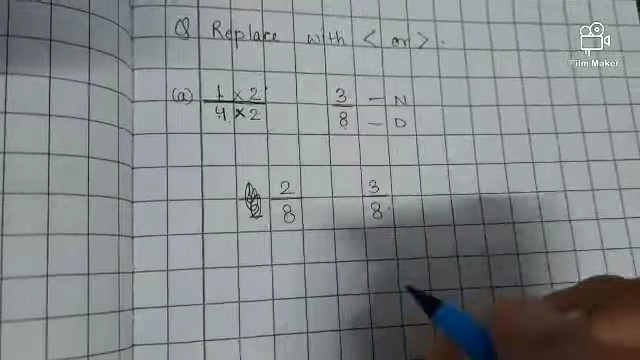 Q Replace with < or >.
(a) 1 × 2 3 - N
4 × 2 8 - D
2 3
8 8
Film Maker